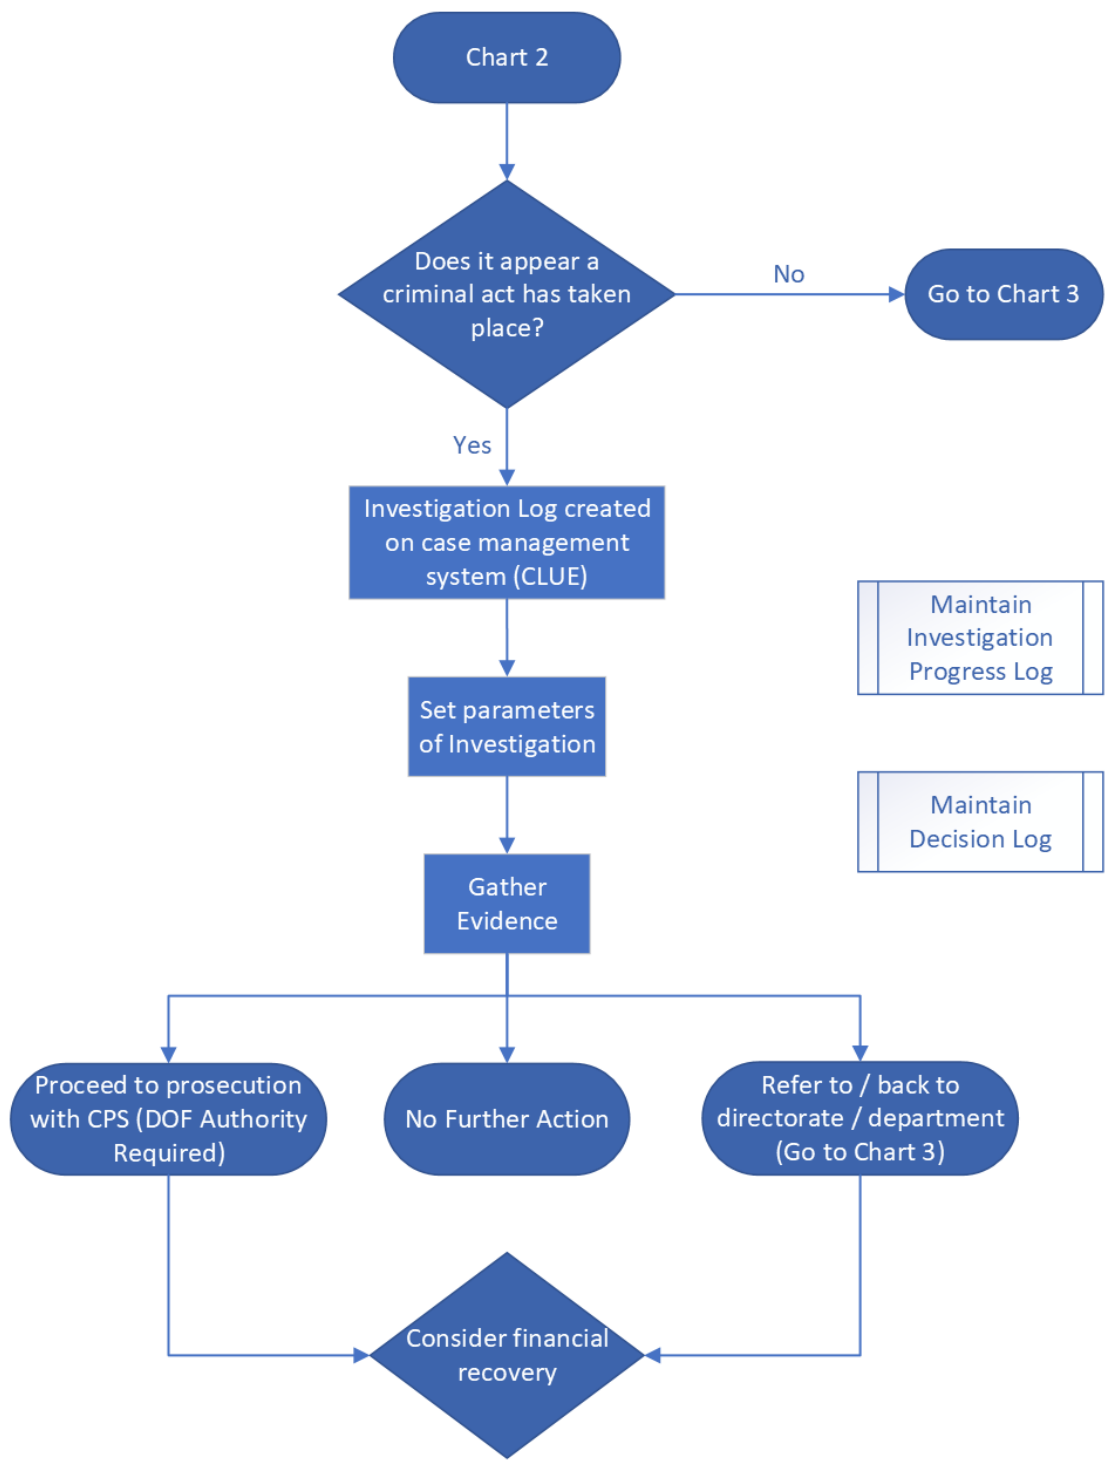 Chart 2
Does it appear a
criminal act has taken
place?
No
Go to Chart 3
Yes
Investigation Log created
on case management
system (CLUE)
Maintain
Investigation
Progress Log
Set parameters
of Investigation
Maintain
Decision Log
Gather
Evidence
Proceed to prosecution
with CPS (DOF Authority
Required)
No Further Action
Refer to / back to
directorate / department
(Go to Chart 3)
Consider financial
recovery